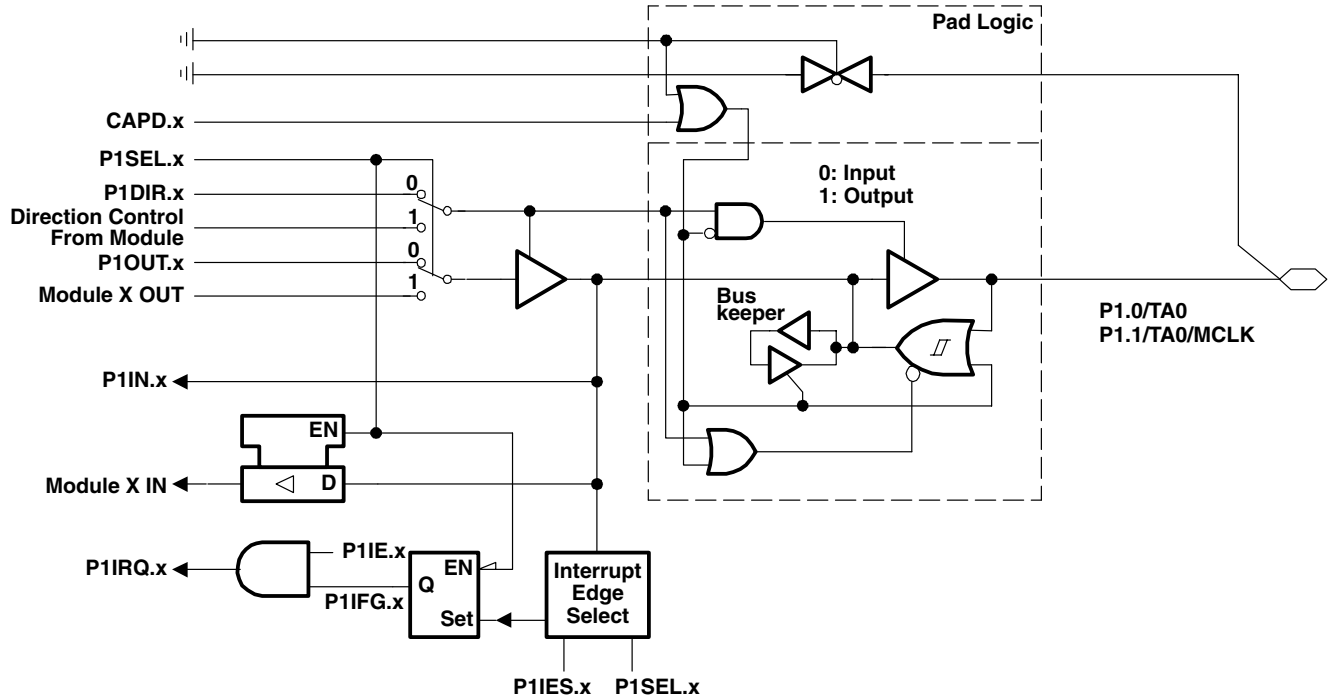 Pad Logic
CAPD.x
P1SEL.x
P1DIR.x
0
Direction Control
From Module
1
P1OUT.x
0
Module X OUT
1
0: Input
1: Output
Bus
keeper
P1.0/TA0
P1.1/TA0/MCLK
P1IN.x
EN
Module X IN
D
P1IRQ.x
P1IE.x
P1IFG.x
EN
Q
Set
Interrupt
Edge
Select
P1IES.x
P1SEL.x